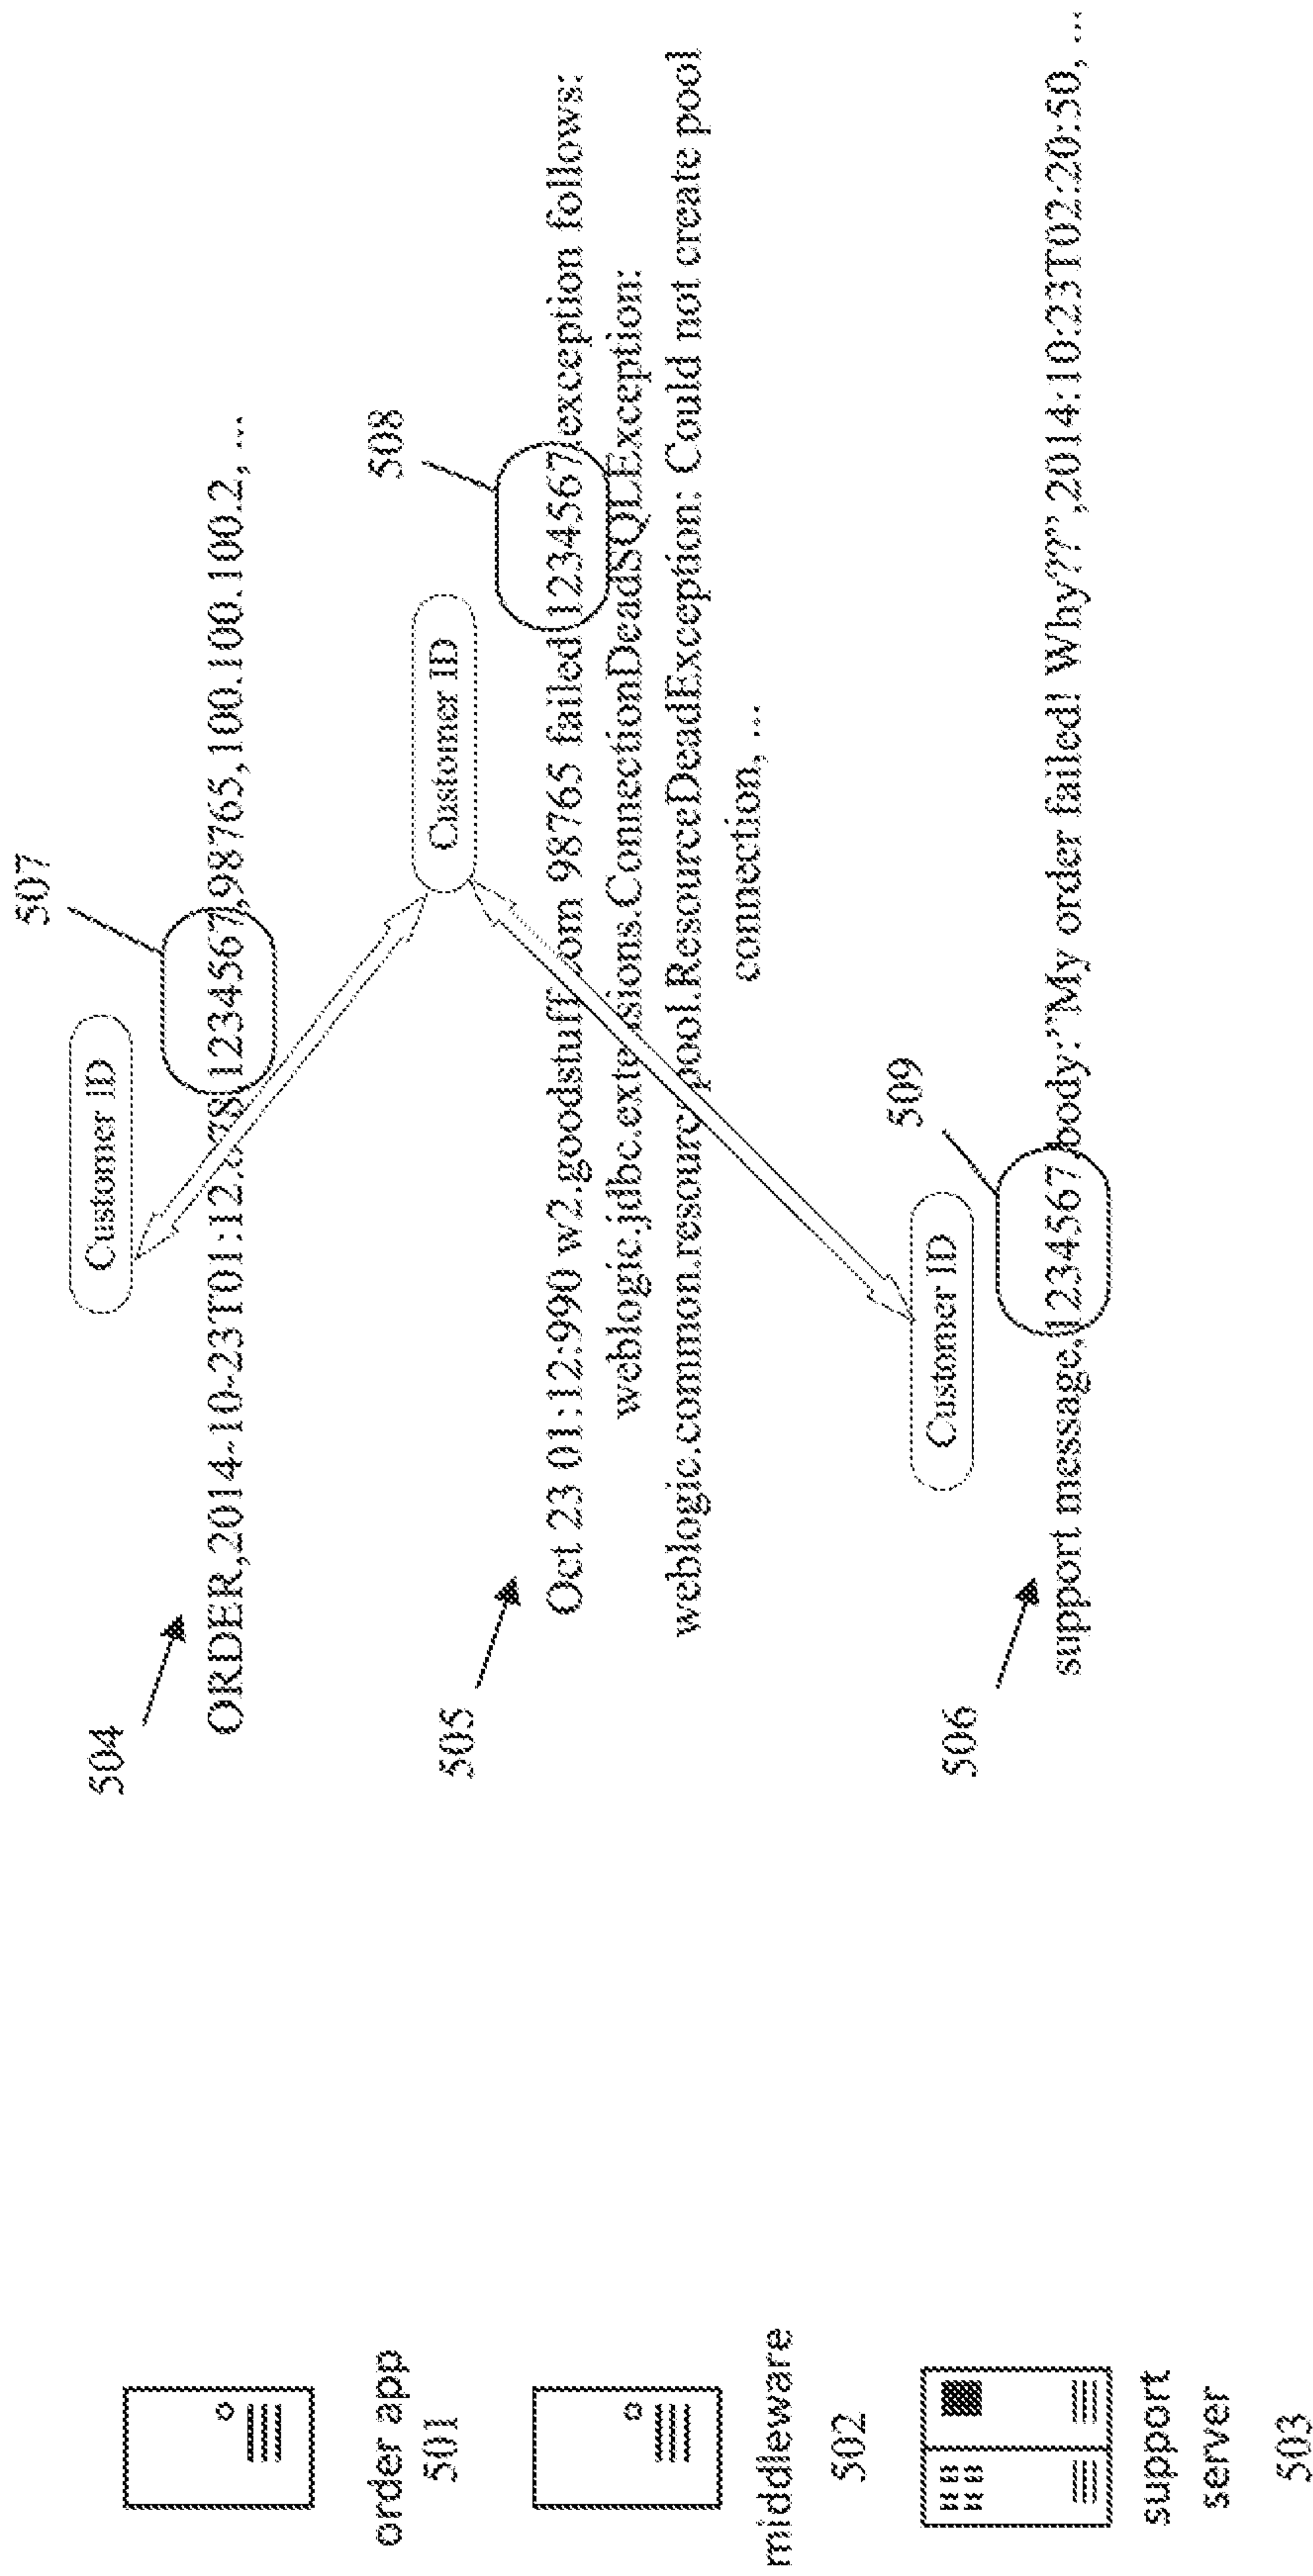 order app
501
504
507
Customer ID
ORDER,2014-10-23T01:12. 8 1234567,98765,100.100.100.2, ...
middleware
502
505
508
Customer ID
Oct 23 01:12:990 w2.goodstuff.com 98765 failed 1234567 exception follows:
weblogic.jdbc.extensions.ConnectionDeadSQLException:
weblogic.common.resourcepool.ResourceDeadException: Could not create pool
connection, ...
support
server
503
506
509
Customer ID
support message, 1234567 body:"My order failed! Why??",2014:10:23T02:20:50, ...